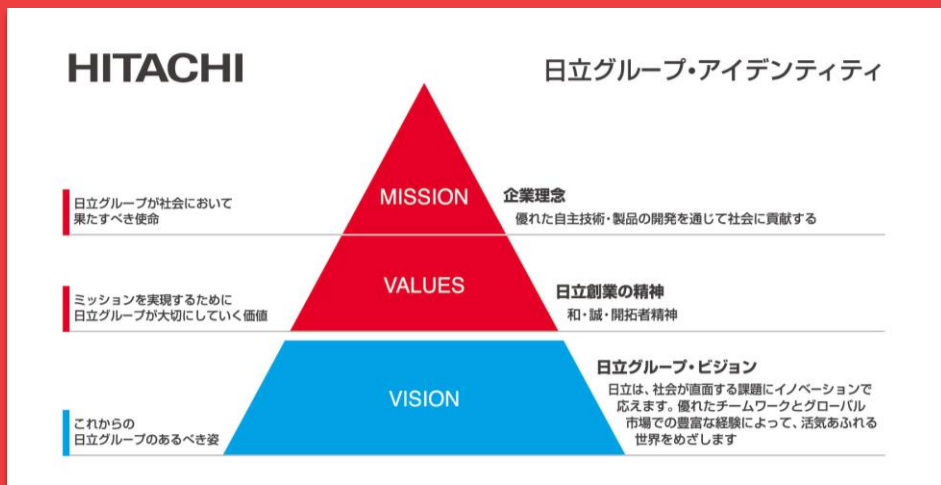 HITACHI
日立グループ・アイデンティティ
日立グループが社会において
果たすべき使命
MISSION
企業理念
優れた自主技術・製品の開発を通じて社会に貢献する
ミッションを実現するために
日立グループが大切にしていく価値
VALUES
日立創業の精神
和・誠・開拓者精神
これからの
日立グループのあるべき姿
VISION
日立グループ・ビジョン
日立は、社会が直面する課題にイノベーションで
応えます。優れたチームワークとグローバル
市場での豊富な経験によって、活気あふれる
世界をめざします